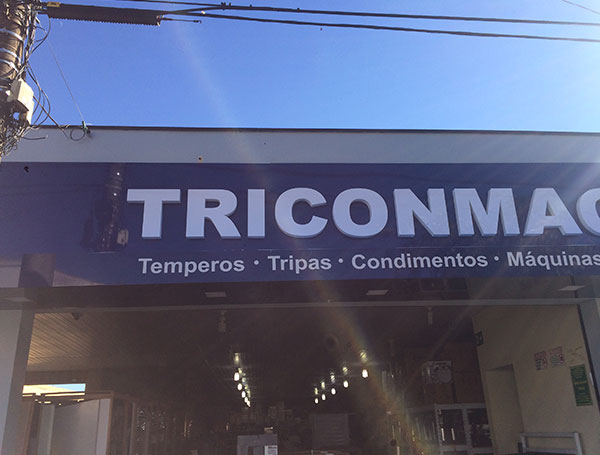 TRICONMAC
Temperos · Tripas · Condimentos · Máquinas